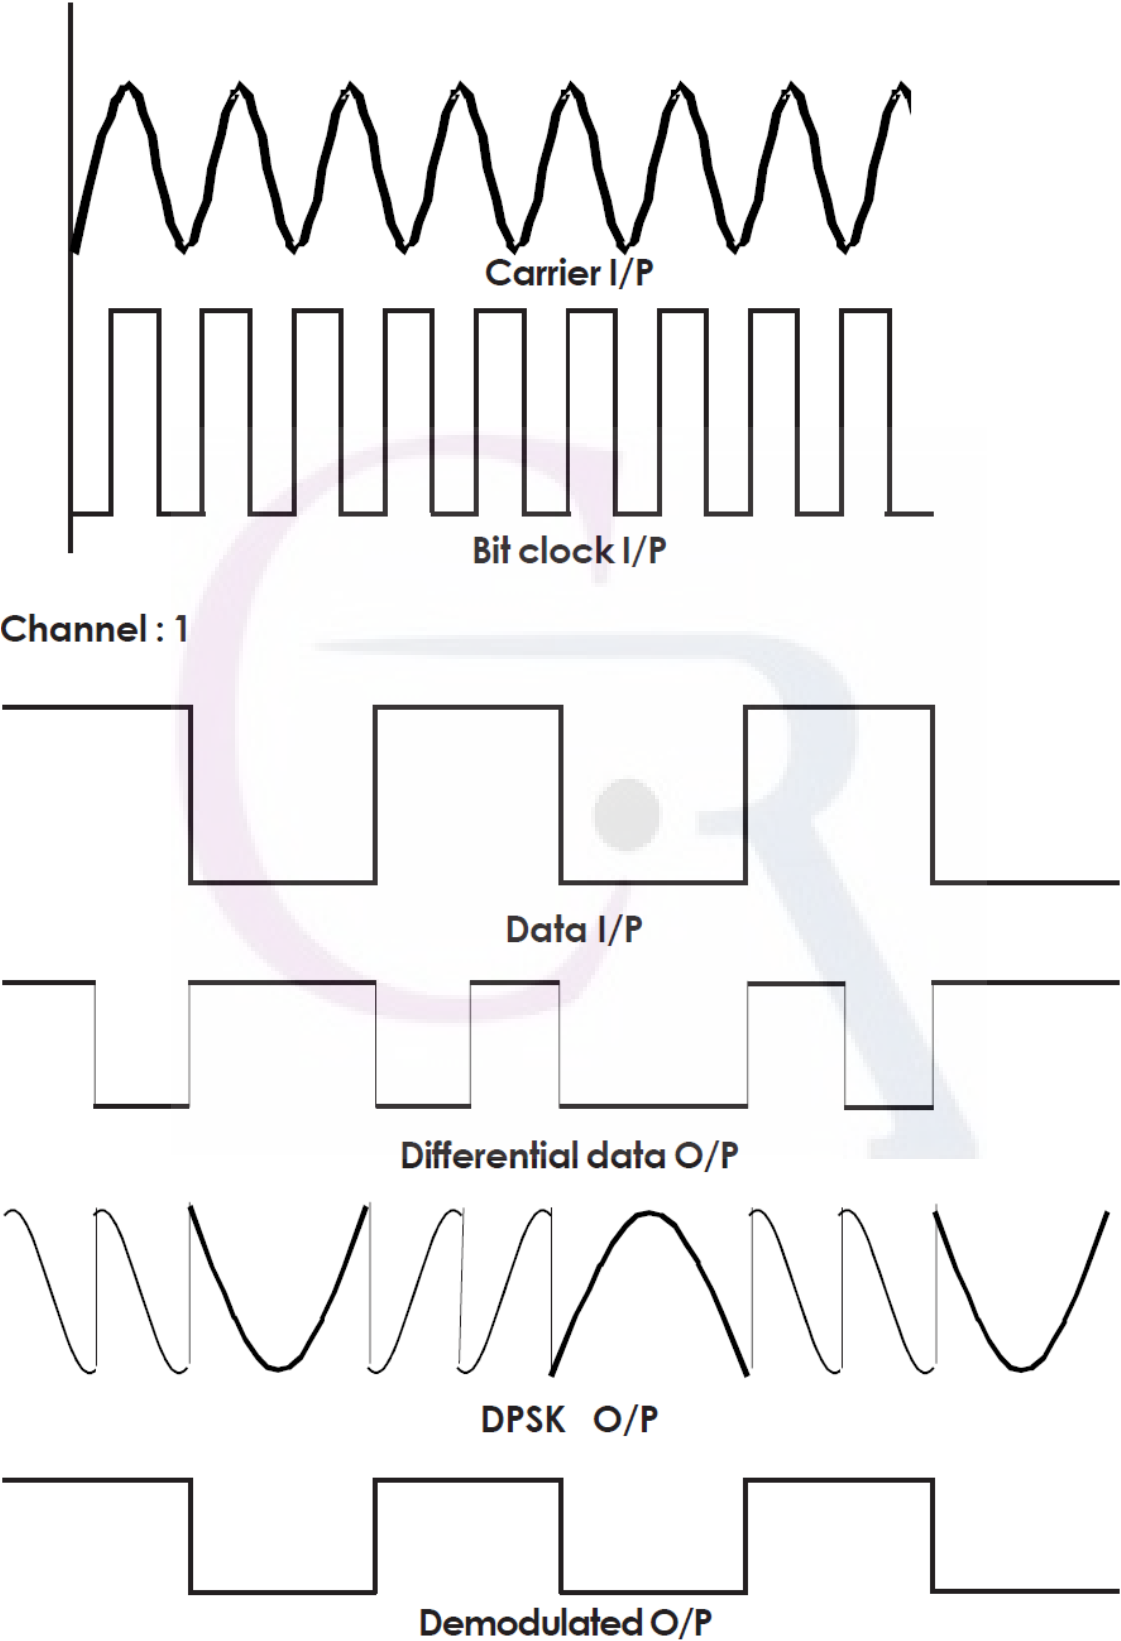 Carrier I/P
Bit clock I/P
Channel : 1
Data I/P
Differential data O/P
DPSK O/P
Demodulated O/P